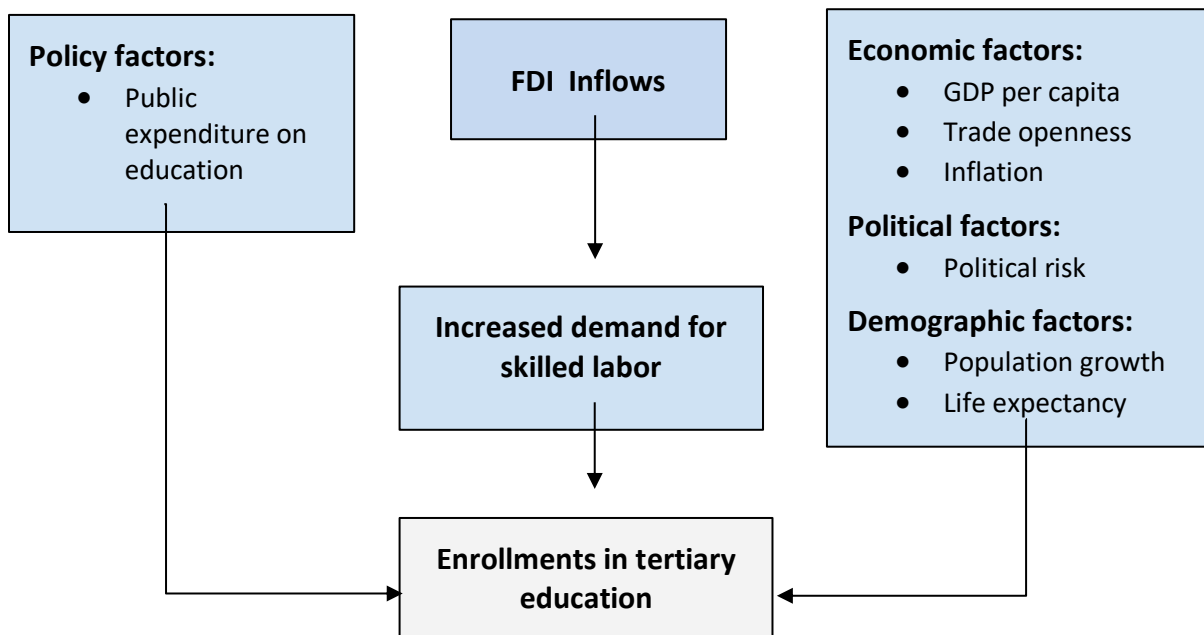 Policy factors:
• Public
expenditure on
education
FDI Inflows
Economic factors:
• GDP per capita
• Trade openness
• Inflation
Political factors:
• Political risk
Demographic factors:
• Population growth
• Life expectancy
Increased demand for
skilled labor
Enrollments in tertiary
education